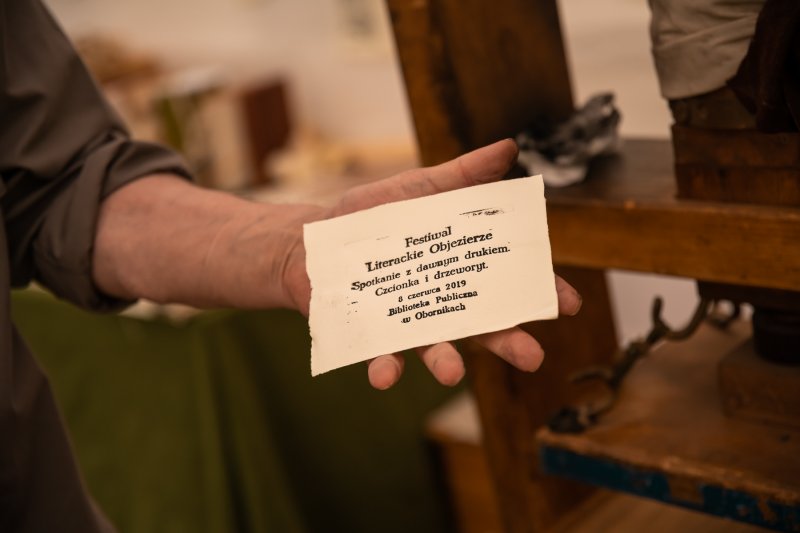 Festiwal
Literackie Objezierze
Spotkanie z dawnym drukiem.
Czcionka i drzeworyt.
8 czerwca 2019
Biblioteka Publiczna
w Obornikach